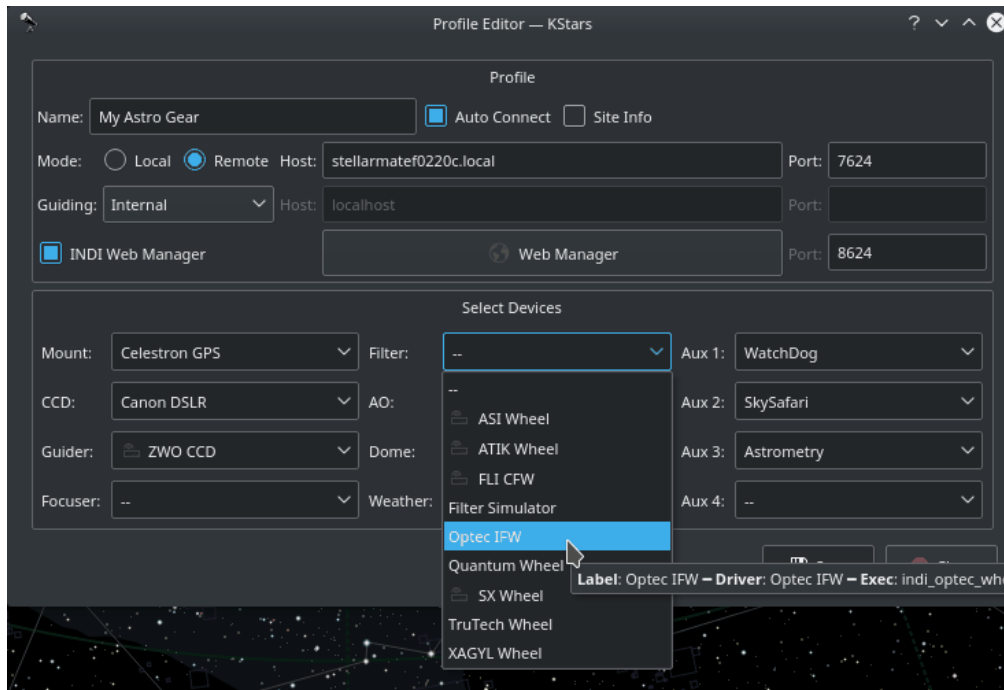 Profile Editor — KStars
Profile
Name: My Astro Gear Auto Connect Site Info
Mode: Local Remote Host: stellarmatef0220c.local Port: 7624
Guiding: Internal Host: localhost Port:
INDI Web Manager Web Manager Port: 8624
Select Devices
Mount: Celestron GPS Filter: -- Aux 1: WatchDog
--
CCD: Canon DSLR AO: Aux 2: SkySafari
ASI Wheel
ATIK Wheel
Guider: ZWO CCD Dome: Aux 3: Astrometry
FLI CFW
Focuser: -- Weather: Aux 4: --
Filter Simulator
Optec IFW
Quantum Wheel
Label: Optec IFW — Driver: Optec IFW — Exec: indi_optec_whe
SX Wheel
TruTech Wheel
XAGYL Wheel